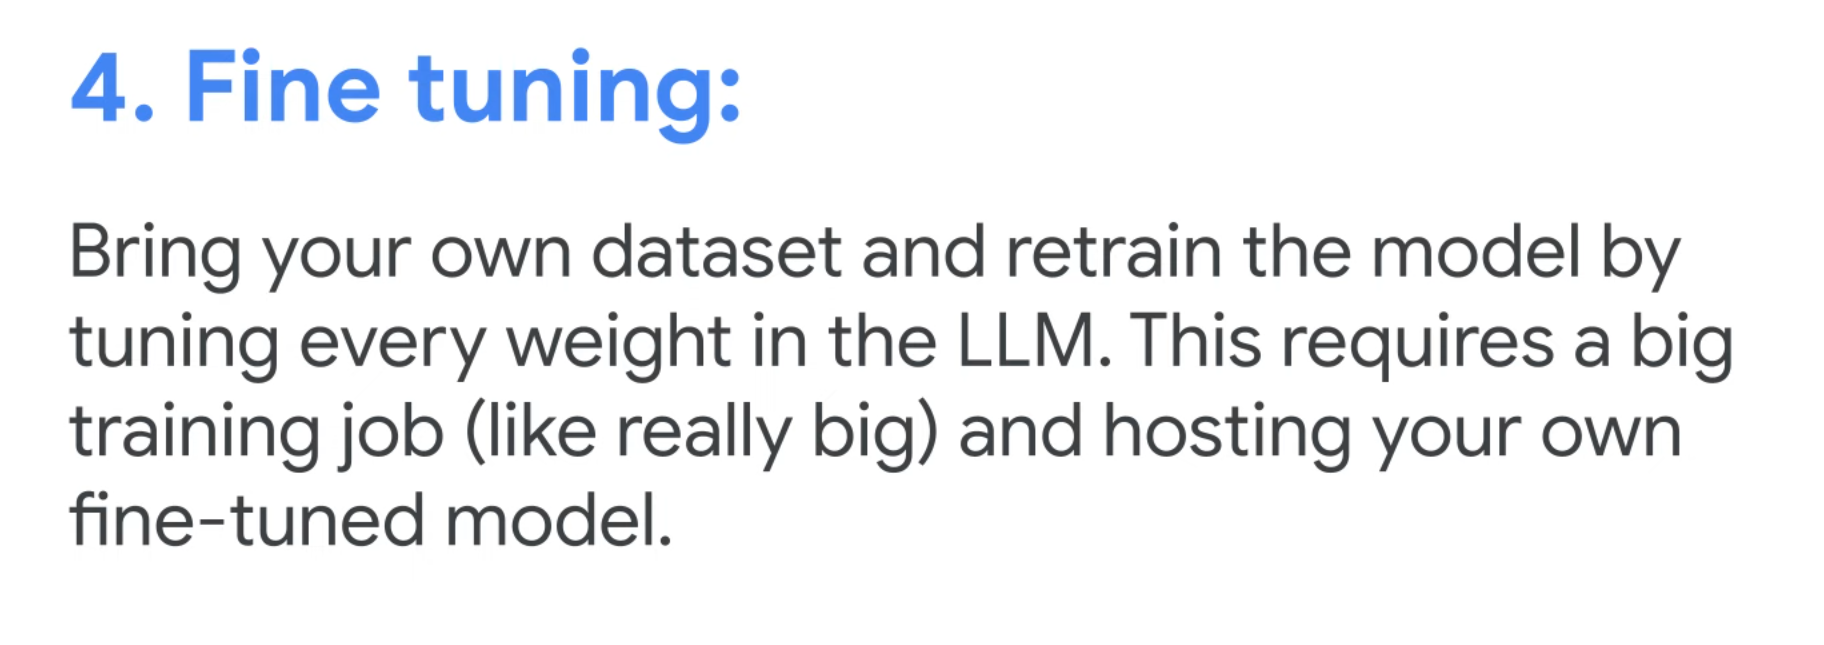 4. Fine tuning:
Bring your own dataset and retrain the model by
tuning every weight in the LLM. This requires a big
training job (like really big) and hosting your own
fine-tuned model.